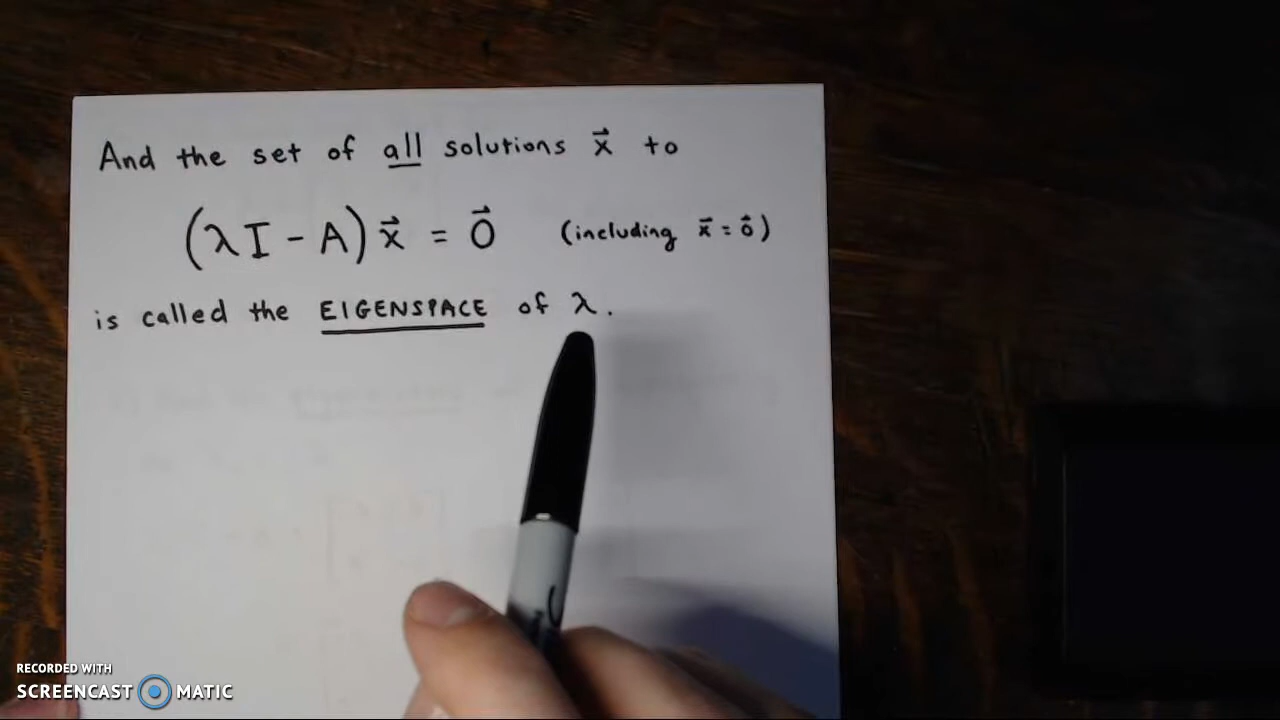 And the set of all solutions x⃗ to
(λI - A) x⃗ = 0⃗ (including x⃗ = 0⃗)
is called the EIGENSPACE of λ.
RECORDED WITH
SCREENCAST MATIC